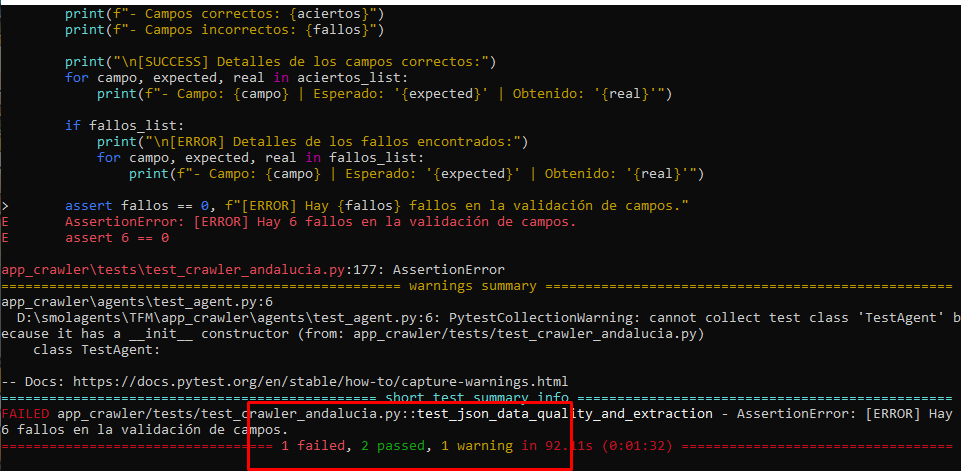 print(f"- Campos correctos: {aciertos}")
print(f"- Campos incorrectos: {fallos}")
print("\n[SUCCESS] Detalles de los campos correctos:")
for campo, expected, real in aciertos_list:
print(f"- Campo: {campo} | Esperado: '{expected}' | Obtenido: '{real}'")
if fallos_list:
print("\n[ERROR] Detalles de los fallos encontrados:")
for campo, expected, real in fallos_list:
print(f"- Campo: {campo} | Esperado: '{expected}' | Obtenido: '{real}'")
> assert fallos == 0, f"[ERROR] Hay {fallos} fallos en la validación de campos."
E AssertionError: [ERROR] Hay 6 fallos en la validación de campos.
E assert 6 == 0
app_crawler\tests\test_crawler_andalucia.py:177: AssertionError
================================================== warnings summary ===================================================
app_crawler\agents\test_agent.py:6
D:\smolagents\TFM\app_crawler\agents\test_agent.py:6: PytestCollectionWarning: cannot collect test class 'TestAgent' b
ecause it has a __init__ constructor (from: app_crawler/tests/test_crawler_andalucia.py)
class TestAgent:
-- Docs: https://docs.pytest.org/en/stable/how-to/capture-warnings.html
=============================================== short test summary info ===============================================
FAILED app_crawler/tests/test_crawler_andalucia.py::test_json_data_quality_and_extraction - AssertionError: [ERROR] Hay
6 fallos en la validación de campos.
================================== 1 failed, 2 passed, 1 warning in 92.11s (0:01:32) ==================================